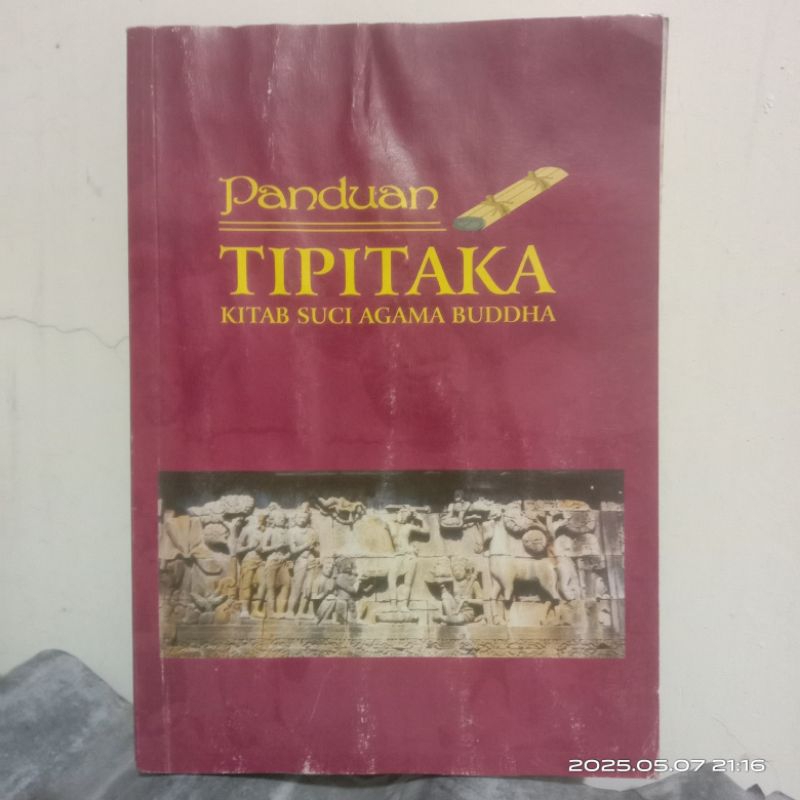 Panduan
TIPITAKA
KITAB SUCI AGAMA BUDDHA
2025.05.07 21:16